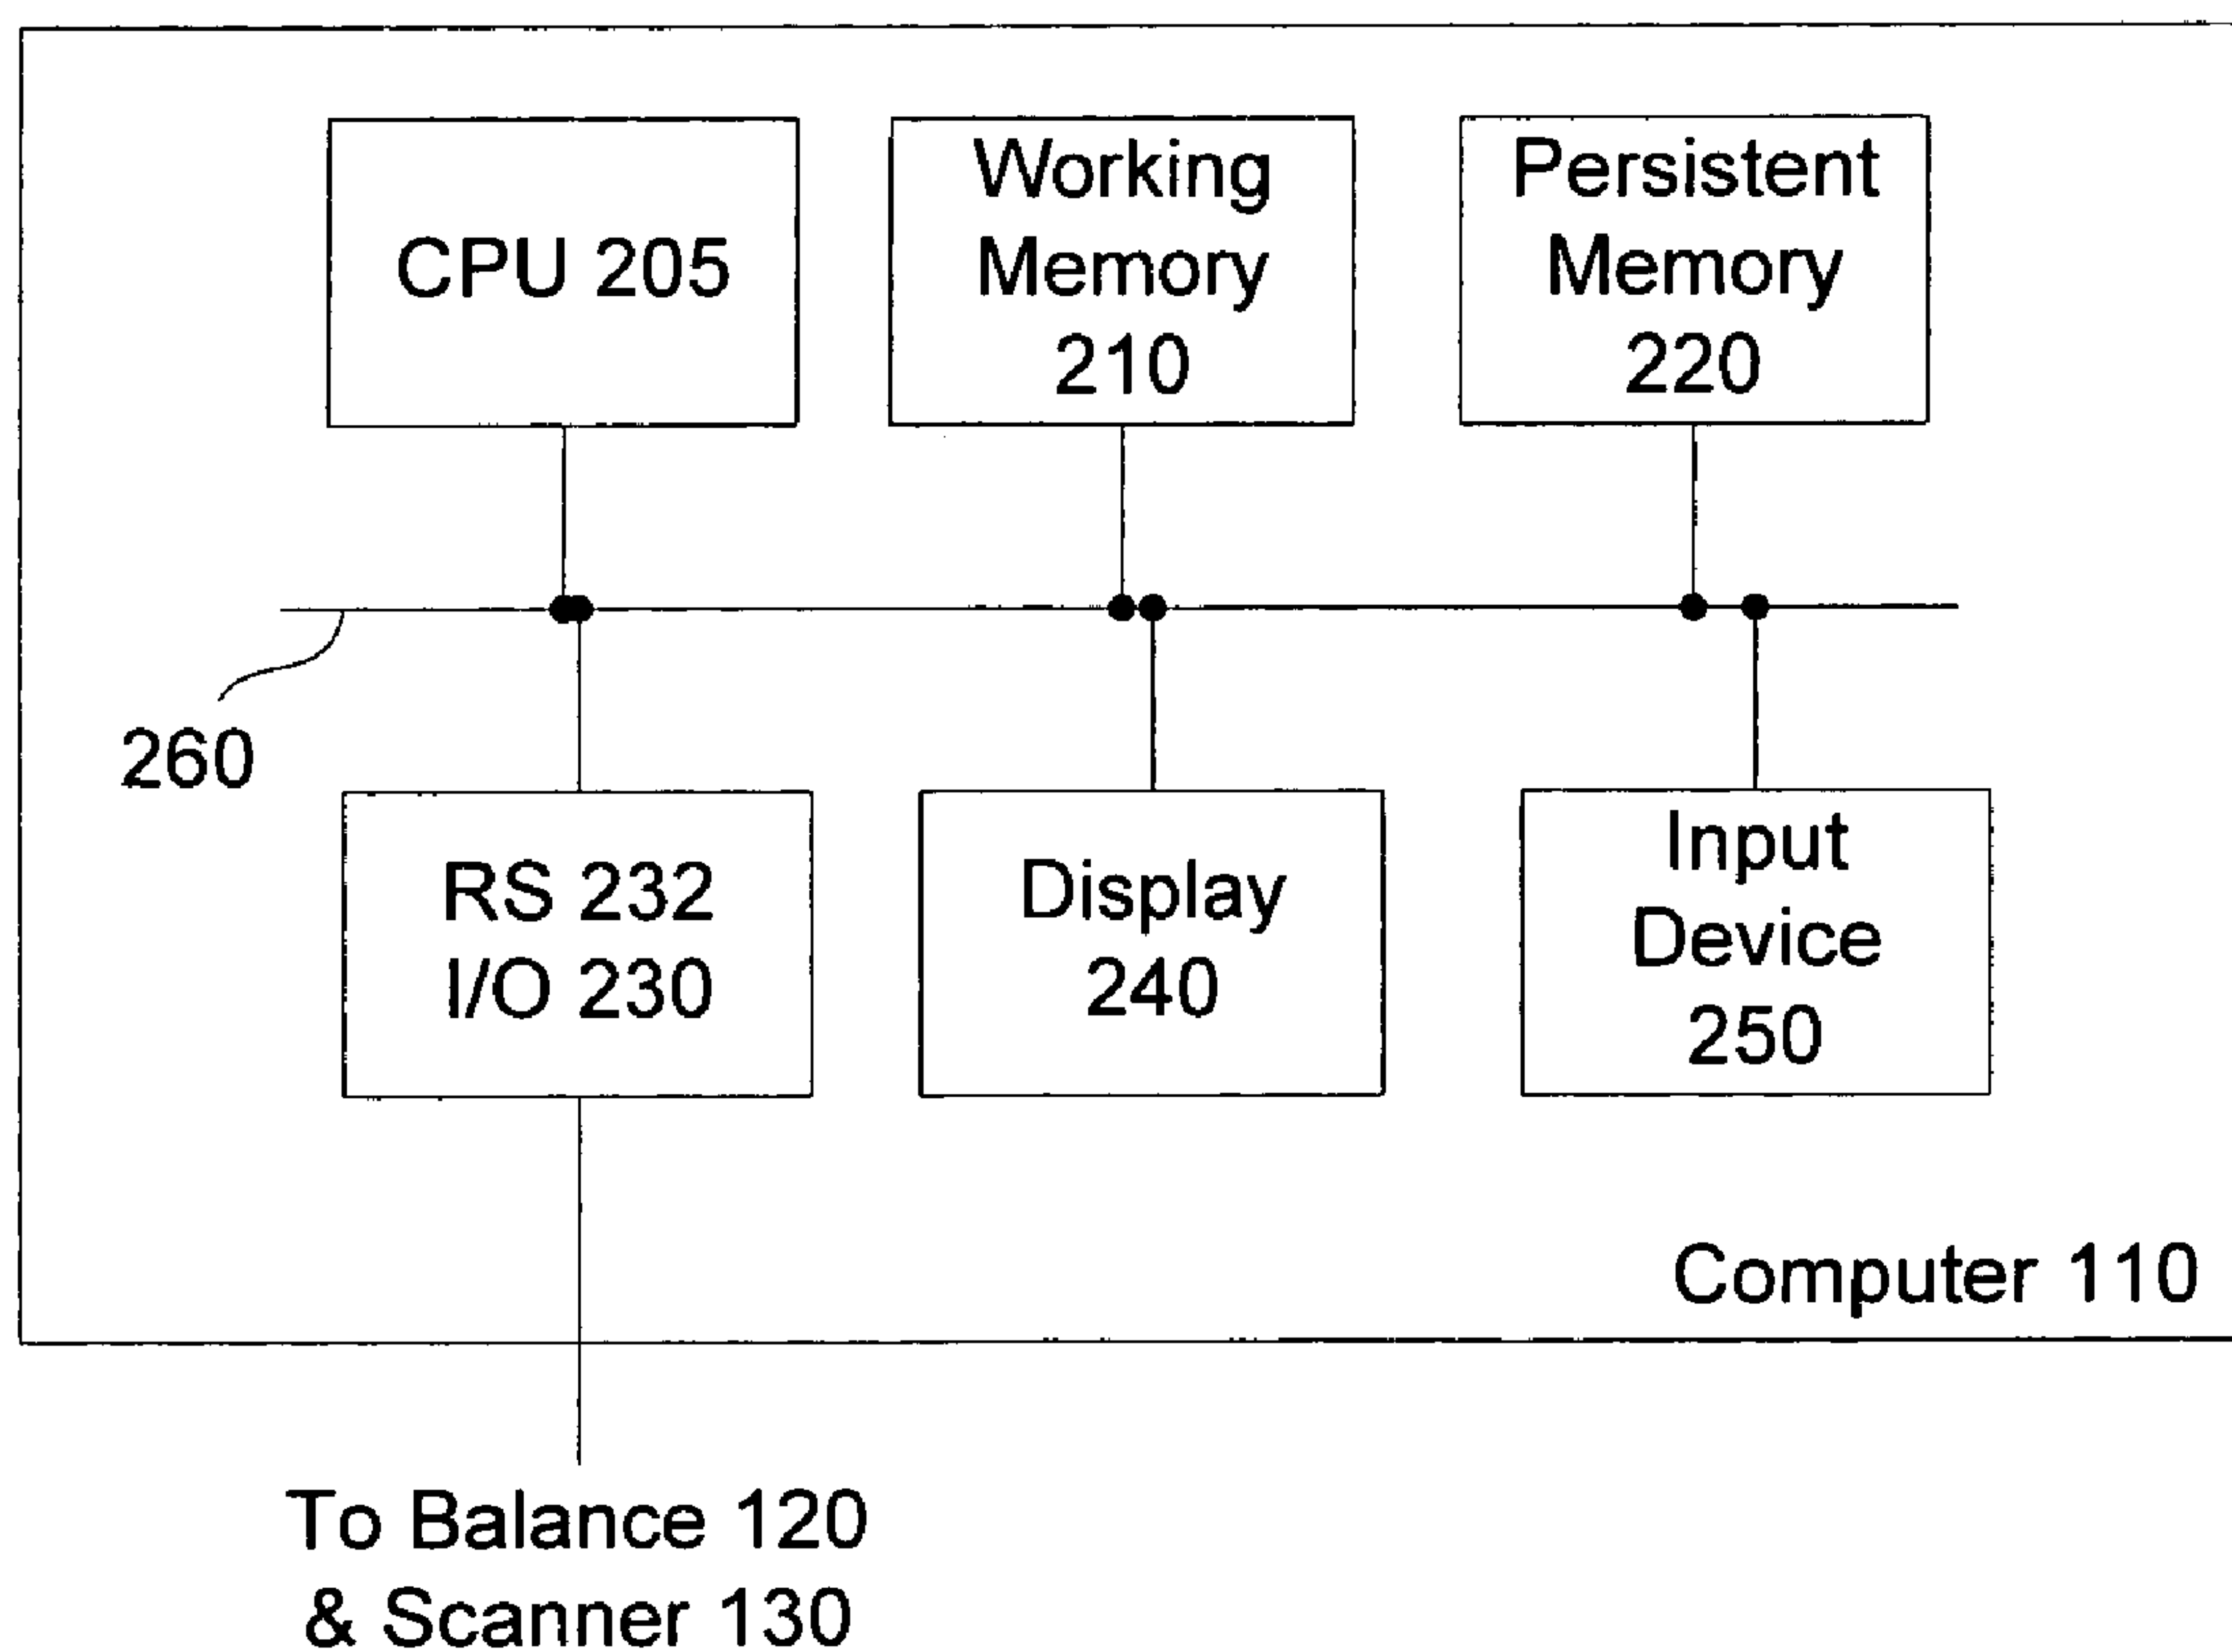 CPU 205
Working
Memory
210
Persistent
Memory
220
260
RS 232
I/O 230
Display
240
Input
Device
250
Computer 110
To Balance 120
& Scanner 130